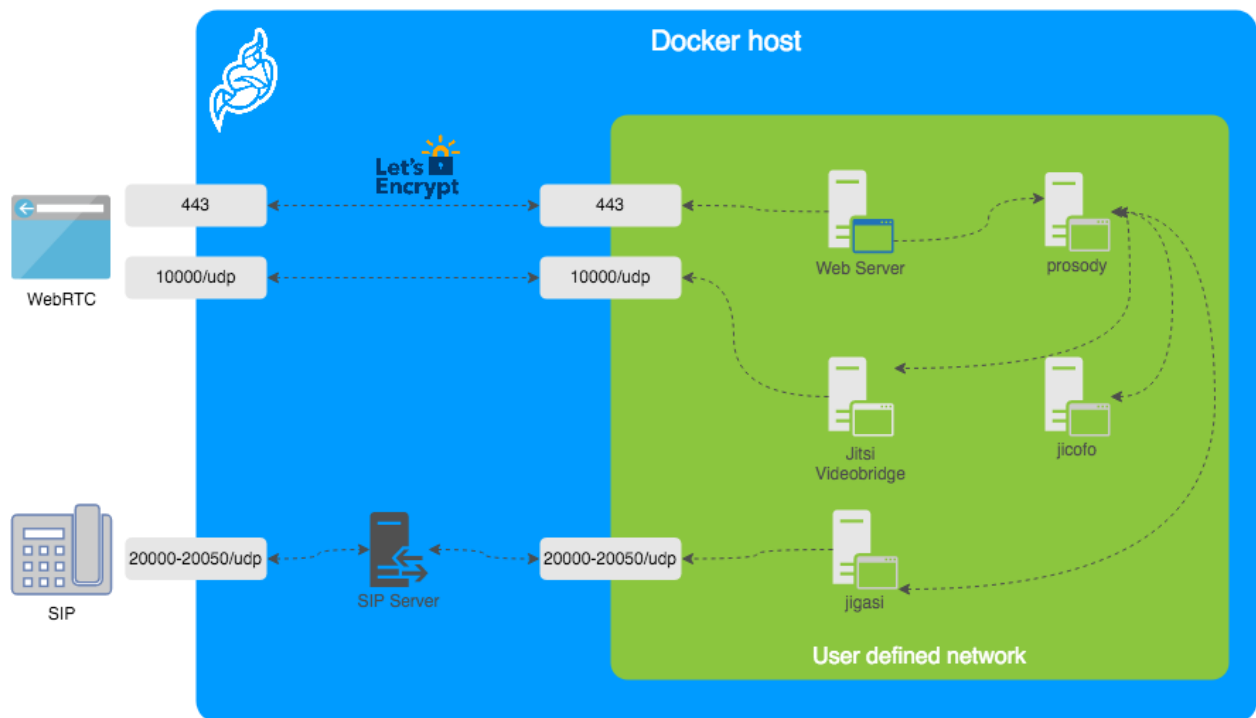 Docker host
Let's
Encrypt
443
443
Web Server
prosody
10000/udp
10000/udp
WebRTC
Jitsi
Videobridge
jicofo
20000-20050/udp
SIP Server
20000-20050/udp
jigasi
SIP
User defined network